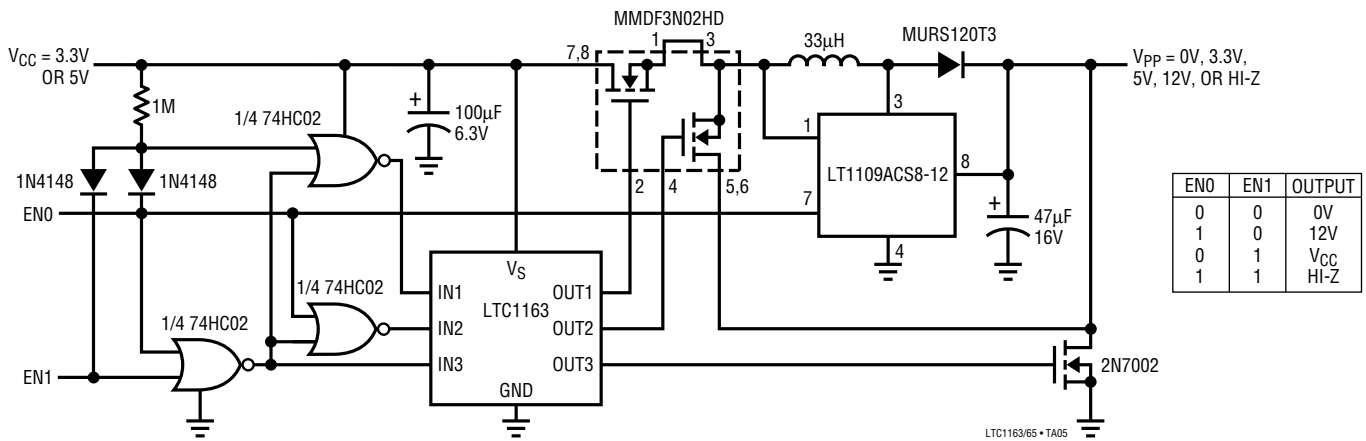 MMDF3N02HD
VCC = 3.3V
OR 5V
7,8
1
3
33µH
MURS120T3
VPP = 0V, 3.3V,
5V, 12V, OR HI-Z
1M
1/4 74HC02
+
100µF
6.3V
1
3
1N4148
1N4148
2
4
5,6
LT1109ACS8-12
8
EN0
7
+
47µF
16V
4
EN0 EN1 OUTPUT
0 0 0V
1 0 12V
0 1 VCC
1 1 HI-Z
VS
1/4 74HC02
IN1
LTC1163
OUT1
1/4 74HC02
IN2
OUT2
EN1
IN3
OUT3
GND
2N7002
LTC1163/65 • TA05